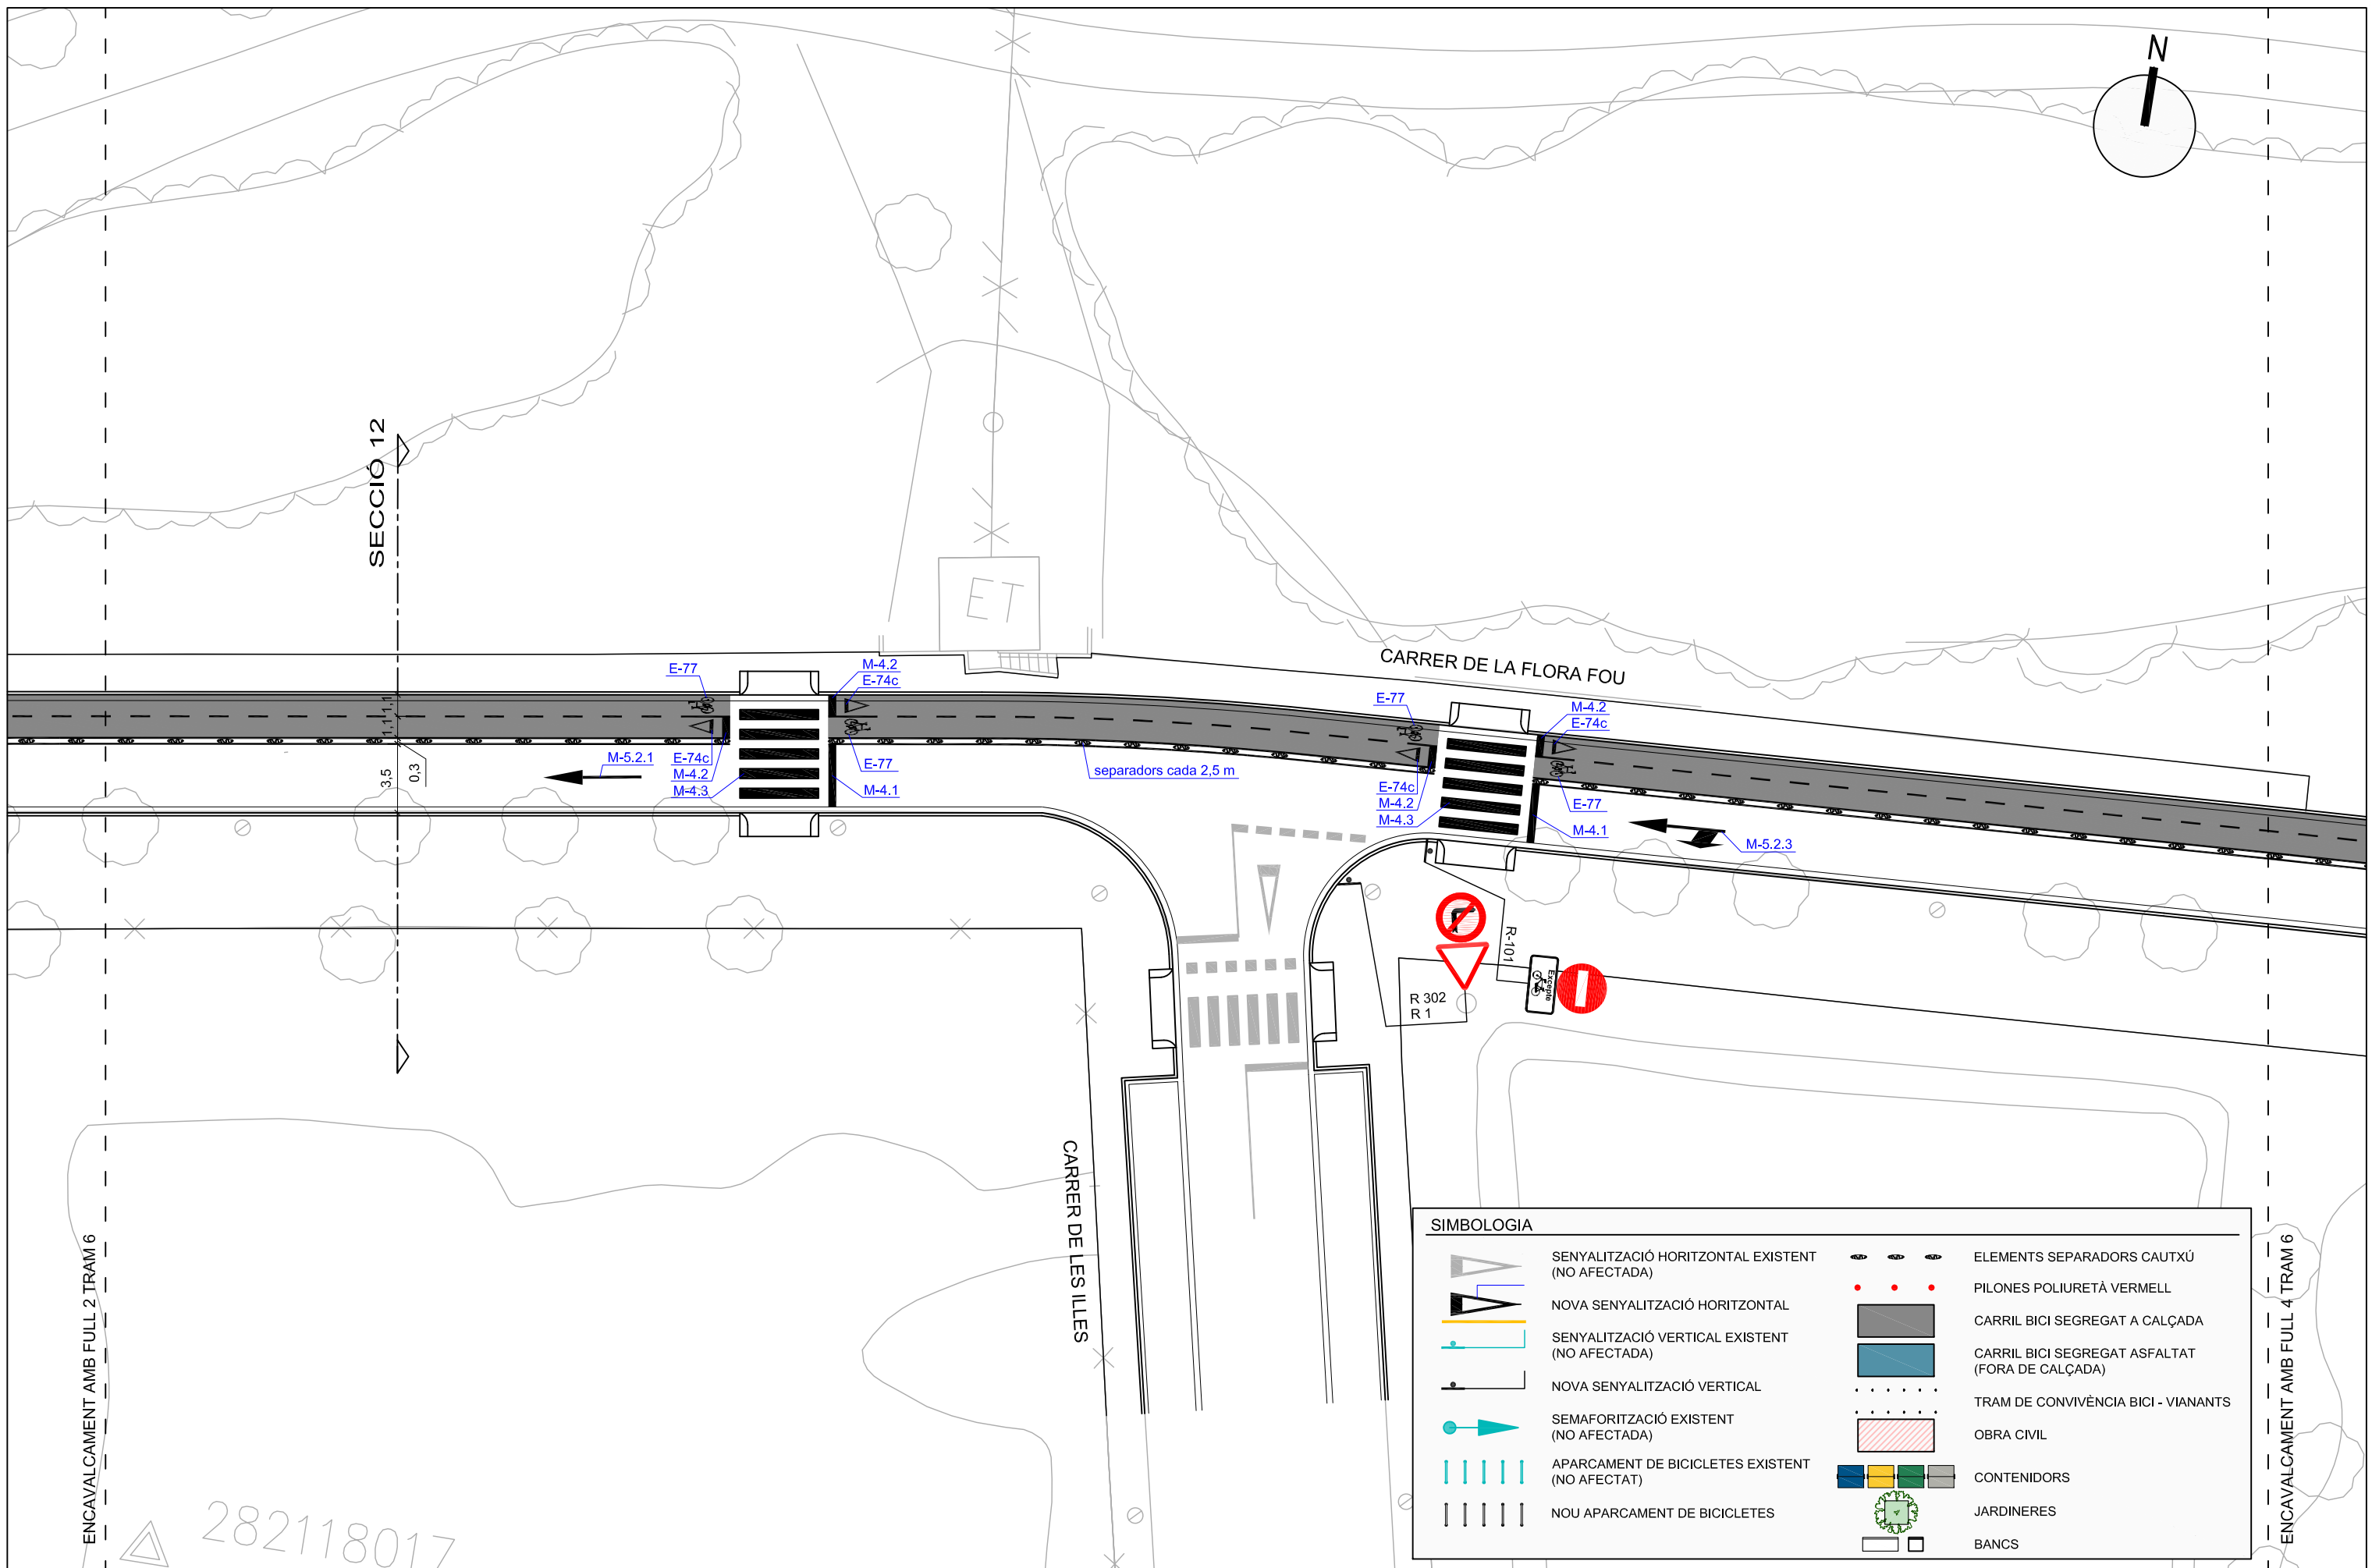 N
SECCIÓ 12
ET
CARRER DE LA FLORA FOU
E-77
M-4.2
E-74c
1,1
1,1
3,5
0,3
M-5.2.1
E-74c
M-4.2
M-4.3
E-77
M-4.1
separadors cada 2,5 m
E-77
M-4.2
E-74c
E-74c
M-4.2
M-4.3
E-77
M-4.1
M-5.2.3
R-101
Excepto
R 302
R 1
CARRER DE LES ILLES
ENCAVALCAMENT AMB FULL 2 TRAM 6
ENCAVALCAMENT AMB FULL 4 TRAM 6
282118017
SIMBOLOGIA
SENYALITZACIÓ HORITZONTAL EXISTENT
(NO AFECTADA)
NOVA SENYALITZACIÓ HORITZONTAL
SENYALITZACIÓ VERTICAL EXISTENT
(NO AFECTADA)
NOVA SENYALITZACIÓ VERTICAL
SEMAFORITZACIÓ EXISTENT
(NO AFECTADA)
APARCAMENT DE BICICLETES EXISTENT
(NO AFECTAT)
NOU APARCAMENT DE BICICLETES
ELEMENTS SEPARADORS CAUTXÚ
PILONES POLIURETÀ VERMELL
CARRIL BICI SEGREGAT A CALÇADA
CARRIL BICI SEGREGAT ASFALTAT
(FORA DE CALÇADA)
TRAM DE CONVIVÈNCIA BICI - VIANANTS
OBRA CIVIL
CONTENIDORS
JARDINERES
BANCS